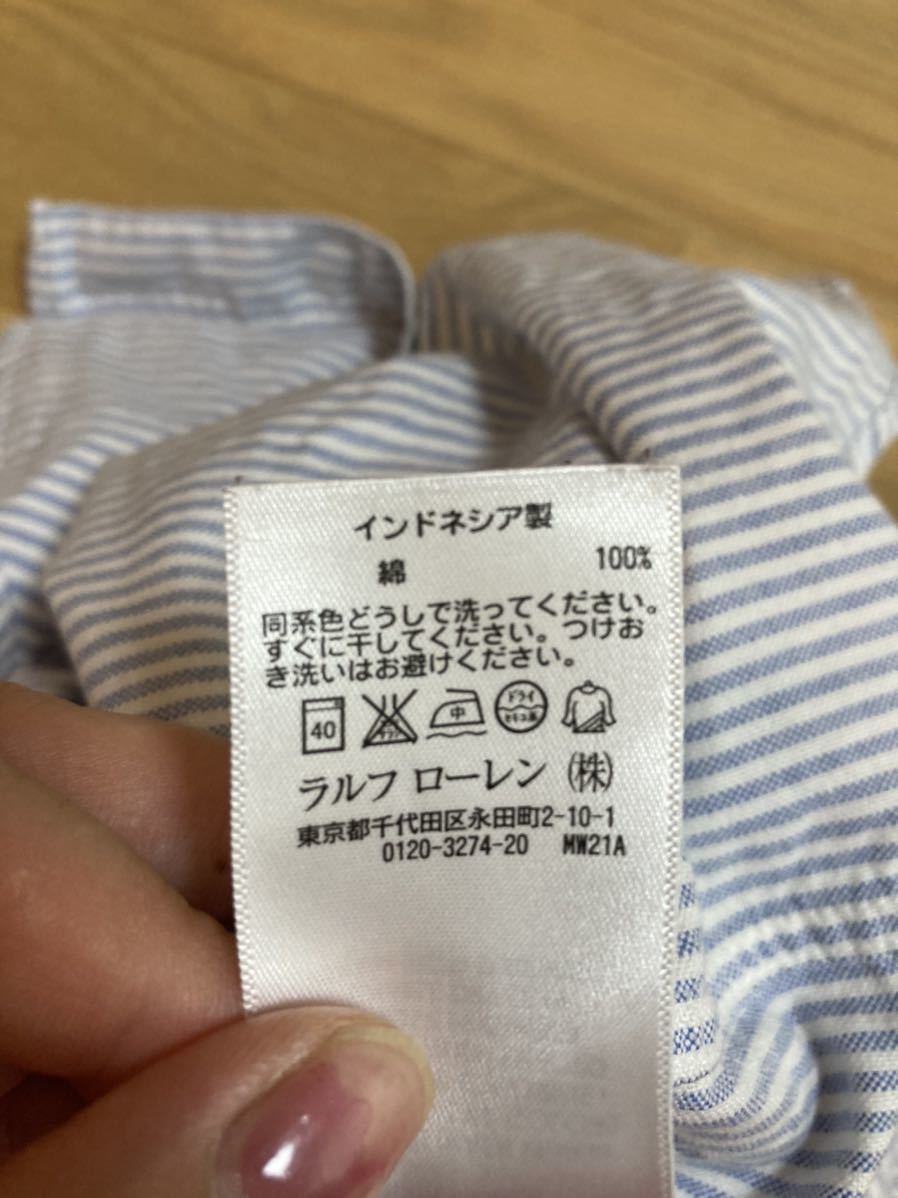 インドネシア製
綿 100%
同系色どうしで洗ってください。
すぐに干してください。つけお
き洗いはお避けください。
40 中 ドライ セキユ系
ラルフ ローレン ㈱
東京都千代田区永田町2-10-1
0120-3274-20 MW21A